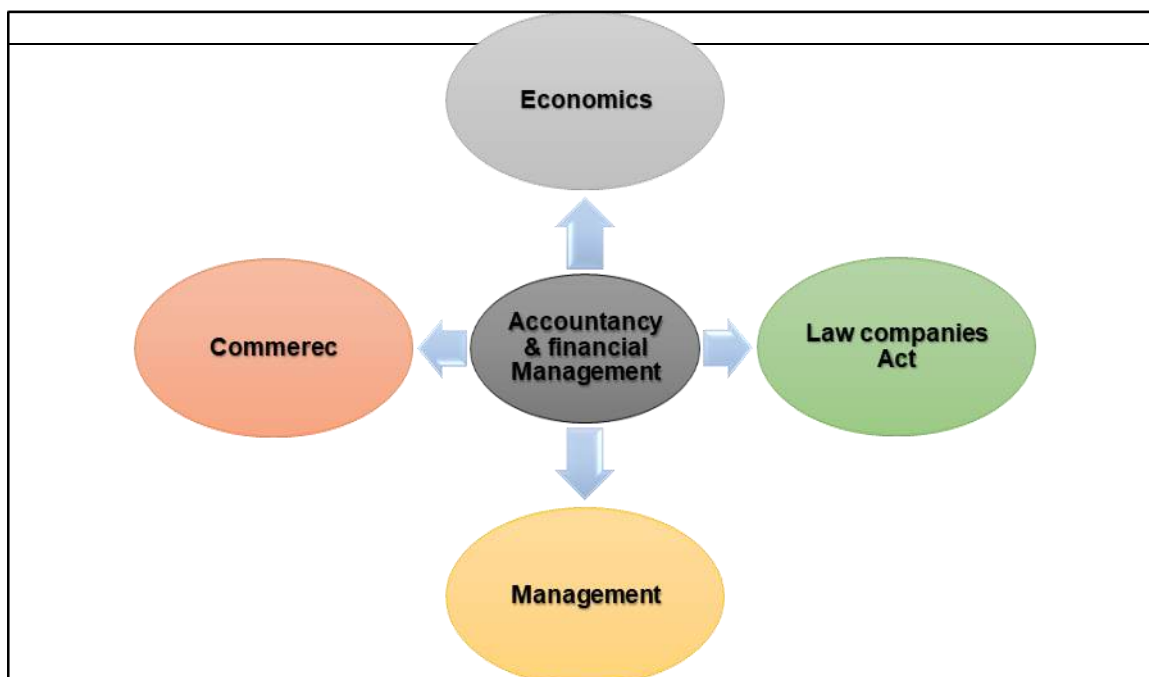 Economics
Commerec
Accountancy
& financial
Management
Law companies
Act
Management